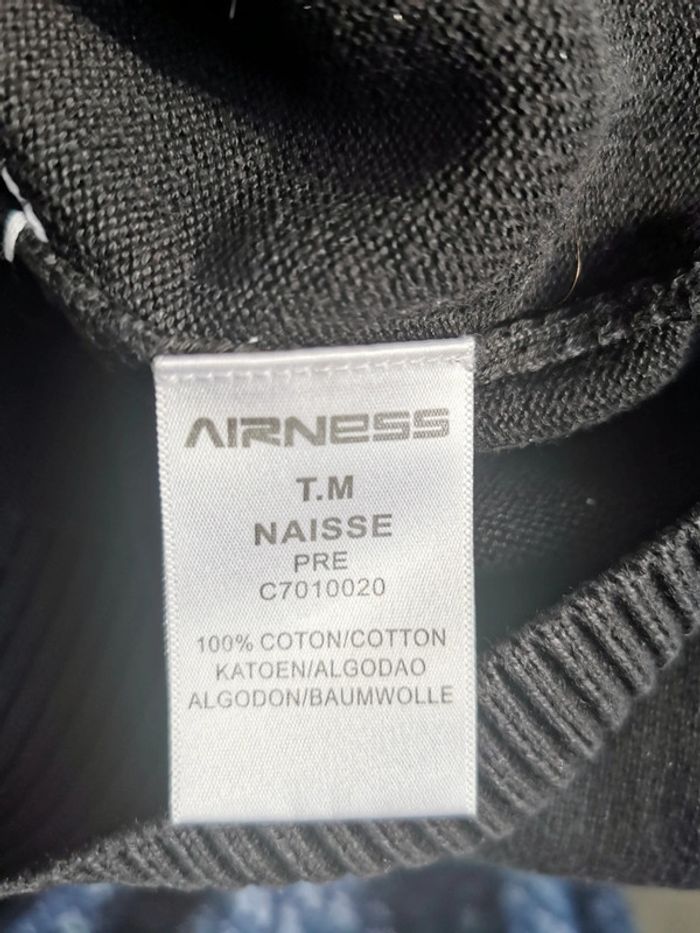 AIRNESS
T.M
NAISSE
PRE
C7010020
100% COTON/COTTON
KATOEN/ALGODAO
ALGODON/BAUMWOLLE